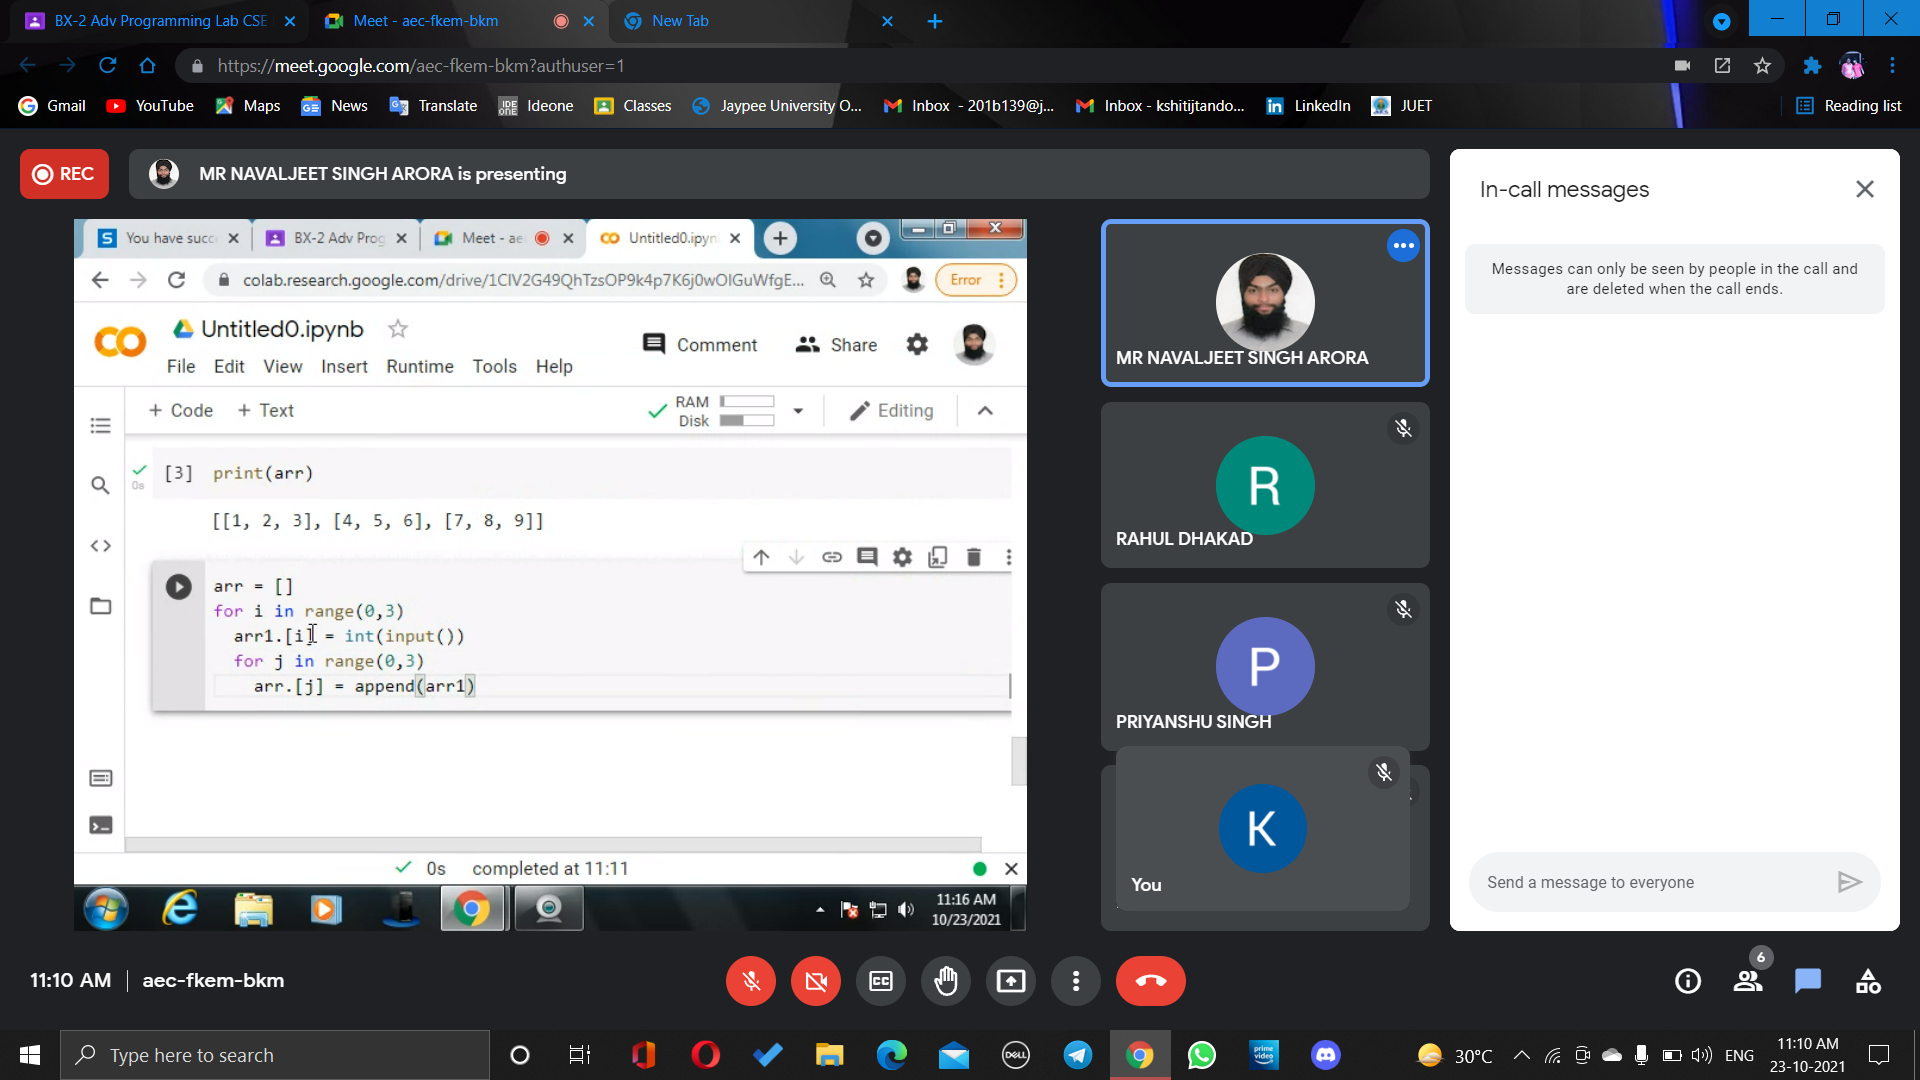 BX-2 Adv Programming Lab CSE
Meet - aec-fkem-bkm
New Tab
https://meet.google.com/aec-fkem-bkm?authuser=1
Gmail
YouTube
Maps
News
Translate
Ideone
Classes
Jaypee University O...
Inbox - 201b139@j...
Inbox - kshitijtando...
LinkedIn
JUET
Reading list
REC
MR NAVALJEET SINGH ARORA is presenting
You have succ
BX-2 Adv Prog
Meet - ae
Untitled0.ipyn
colab.research.google.com/drive/1CIV2G49QhTzsOP9k4p7K6j0wOIGuWfgE...
Error
Untitled0.ipynb
Comment
Share
File Edit View Insert Runtime Tools Help
+ Code + Text
RAM
Disk
Editing
0s
[3] print(arr)
[[1, 2, 3], [4, 5, 6], [7, 8, 9]]
arr = []
for i in range(0,3)
arr1.[i] = int(input())
for j in range(0,3)
arr.[j] = append(arr1)
0s completed at 11:11
11:16 AM
10/23/2021
MR NAVALJEET SINGH ARORA
R
RAHUL DHAKAD
P
PRIYANSHU SINGH
K
You
In-call messages
Messages can only be seen by people in the call and
are deleted when the call ends.
Send a message to everyone
11:10 AM | aec-fkem-bkm
CC
6
Type here to search
DELL
prime video
30°C
ENG
11:10 AM
23-10-2021